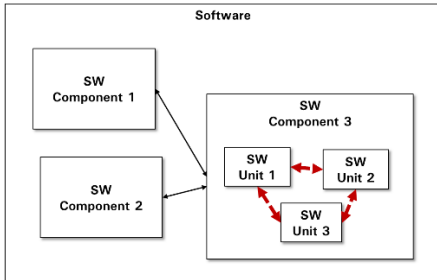 Software
SW
Component 1
SW
Component 2
SW
Component 3
SW
Unit 1
SW
Unit 2
SW
Unit 3